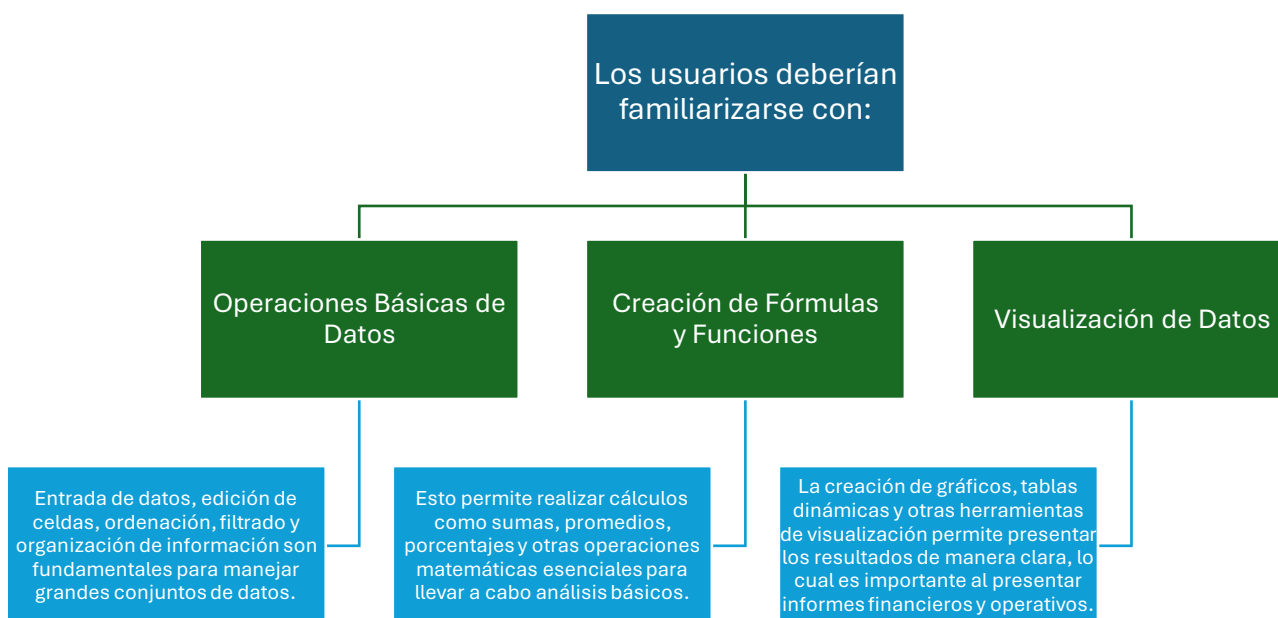 Los usuarios deberían
familiarizarse con:
Operaciones Básicas de
Datos
Creación de Fórmulas
y Funciones
Visualización de Datos
Entrada de datos, edición de
celdas, ordenación, filtrado y
organización de información son
fundamentales para manejar
grandes conjuntos de datos.
Esto permite realizar cálculos
como sumas, promedios,
porcentajes y otras operaciones
matemáticas esenciales para
llevar a cabo análisis básicos.
La creación de gráficos, tablas
dinámicas y otras herramientas
de visualización permite presentar
los resultados de manera clara, lo
cual es importante al presentar
informes financieros y operativos.